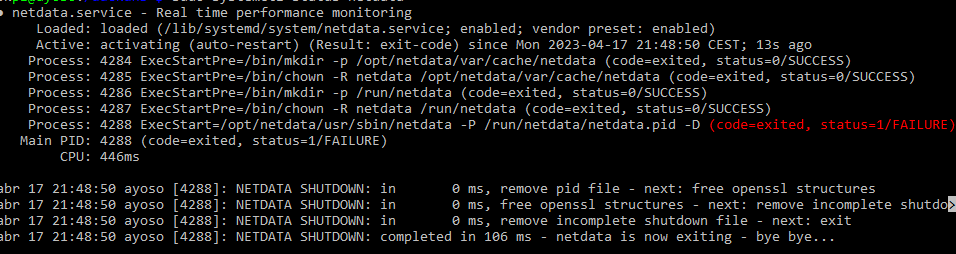 ● netdata.service - Real time performance monitoring
Loaded: loaded (/lib/systemd/system/netdata.service; enabled; vendor preset: enabled)
Active: activating (auto-restart) (Result: exit-code) since Mon 2023-04-17 21:48:50 CEST; 13s ago
Process: 4284 ExecStartPre=/bin/mkdir -p /opt/netdata/var/cache/netdata (code=exited, status=0/SUCCESS)
Process: 4285 ExecStartPre=/bin/chown -R netdata /opt/netdata/var/cache/netdata (code=exited, status=0/SUCCESS)
Process: 4286 ExecStartPre=/bin/mkdir -p /run/netdata (code=exited, status=0/SUCCESS)
Process: 4287 ExecStartPre=/bin/chown -R netdata /run/netdata (code=exited, status=0/SUCCESS)
Process: 4288 ExecStart=/opt/netdata/usr/sbin/netdata -P /run/netdata/netdata.pid -D (code=exited, status=1/FAILURE)
Main PID: 4288 (code=exited, status=1/FAILURE)
CPU: 446ms
abr 17 21:48:50 ayoso [4288]: NETDATA SHUTDOWN: in 0 ms, remove pid file - next: free openssl structures
abr 17 21:48:50 ayoso [4288]: NETDATA SHUTDOWN: in 0 ms, free openssl structures - next: remove incomplete shutdo>
abr 17 21:48:50 ayoso [4288]: NETDATA SHUTDOWN: in 0 ms, remove incomplete shutdown file - next: exit
abr 17 21:48:50 ayoso [4288]: NETDATA SHUTDOWN: completed in 106 ms - netdata is now exiting - bye bye...